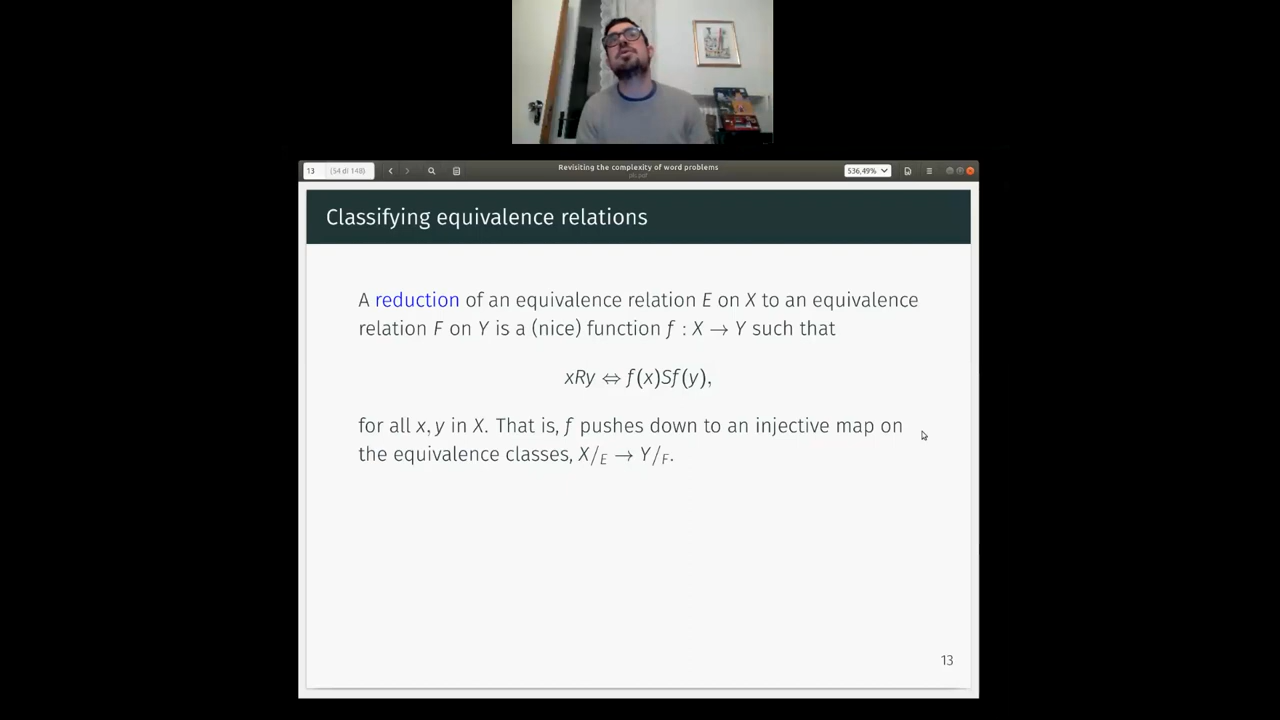 13 (54 di 148) Revisiting the complexity of word problems 536,49%
plc.pdf
Classifying equivalence relations
A reduction of an equivalence relation E on X to an equivalence
relation F on Y is a (nice) function f : X → Y such that
xRy ⇔ f(x)Sf(y),
for all x, y in X. That is, f pushes down to an injective map on
the equivalence classes, X/E → Y/F.
13